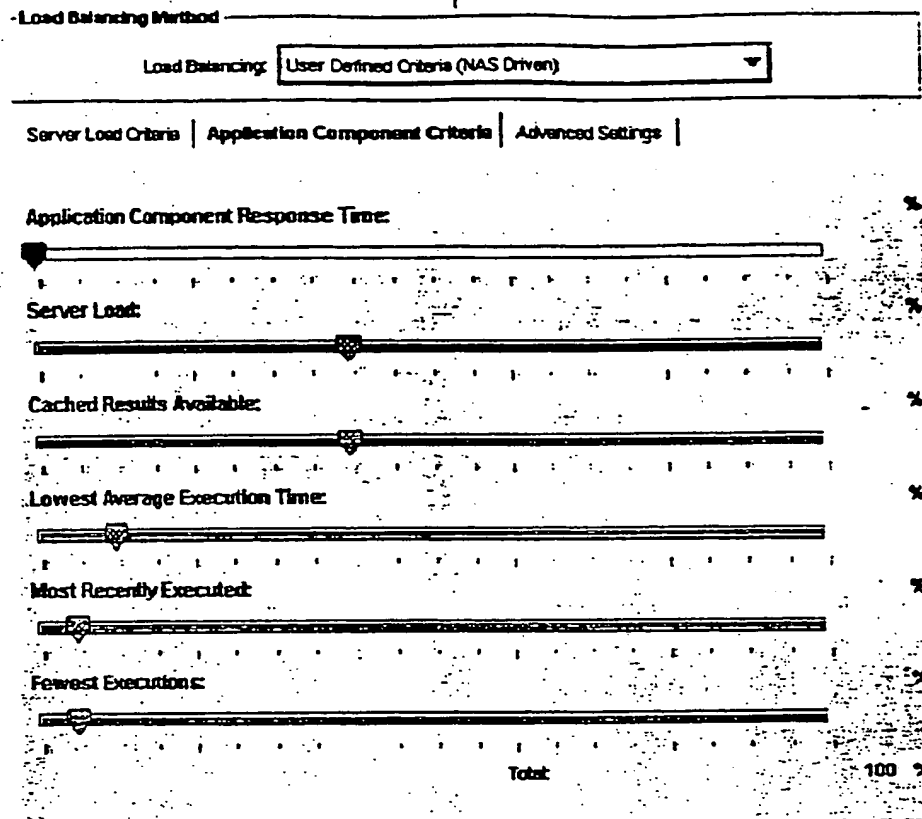 Load Balancing Method
Load Balancing: User Defined Criteria (NAS Driven)
Server Load Criteria | Application Component Criteria | Advanced Settings |
Application Component Response Time: %
Server Load: %
Cached Results Available: %
Lowest Average Execution Time: %
Most Recently Executed: %
Fewest Executions: %
Total: 100 %